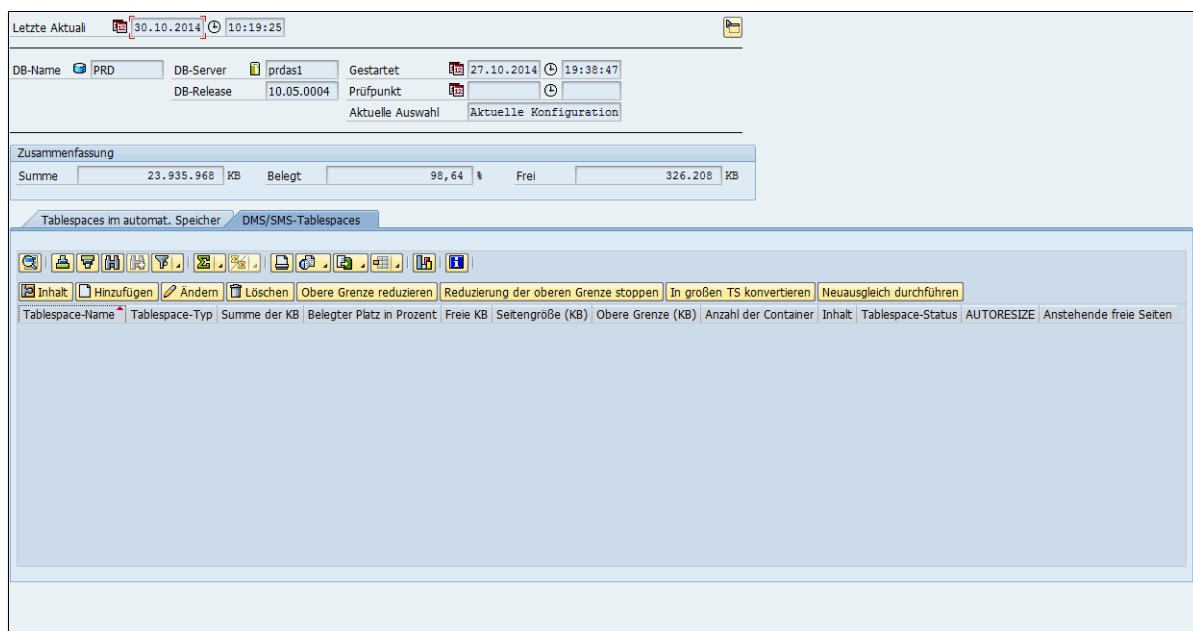 Letzte Aktuali 30.10.2014 10:19:25
DB-Name PRD DB-Server prdas1 Gestartet 27.10.2014 19:38:47
DB-Release 10.05.0004 Prüfpunkt
Aktuelle Auswahl Aktuelle Konfiguration
Zusammenfassung
Summe 23.935.968 KB Belegt 98,64 % Frei 326.208 KB
Tablespaces im automat. Speicher DMS/SMS-Tablespaces
Inhalt Hinzufügen Ändern Löschen Obere Grenze reduzieren Reduzierung der oberen Grenze stoppen In großen TS konvertieren Neuausgleich durchführen
Tablespace-Name Tablespace-Typ Summe der KB Belegter Platz in Prozent Freie KB Seitengröße (KB) Obere Grenze (KB) Anzahl der Container Inhalt Tablespace-Status AUTORESIZE Anstehende freie Seiten